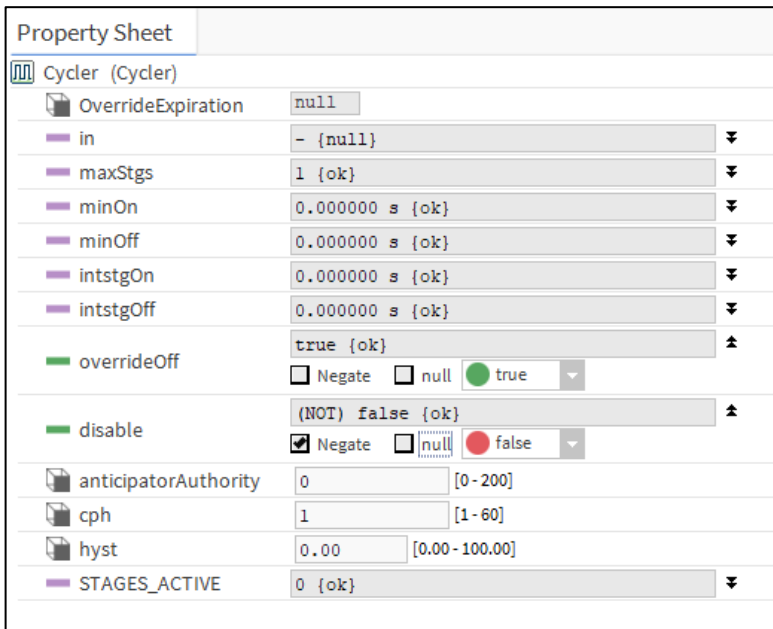 Property Sheet
Cycler (Cycler)
OverrideExpiration null
in - {null}
maxStgs 1 {ok}
minOn 0.000000 s {ok}
minOff 0.000000 s {ok}
intstgOn 0.000000 s {ok}
intstgOff 0.000000 s {ok}
true {ok}
overrideOff
Negate null true
(NOT) false {ok}
disable
Negate null false
anticipatorAuthority 0 [0-200]
cph 1 [1-60]
hyst 0.00 [0.00-100.00]
STAGES_ACTIVE 0 {ok}